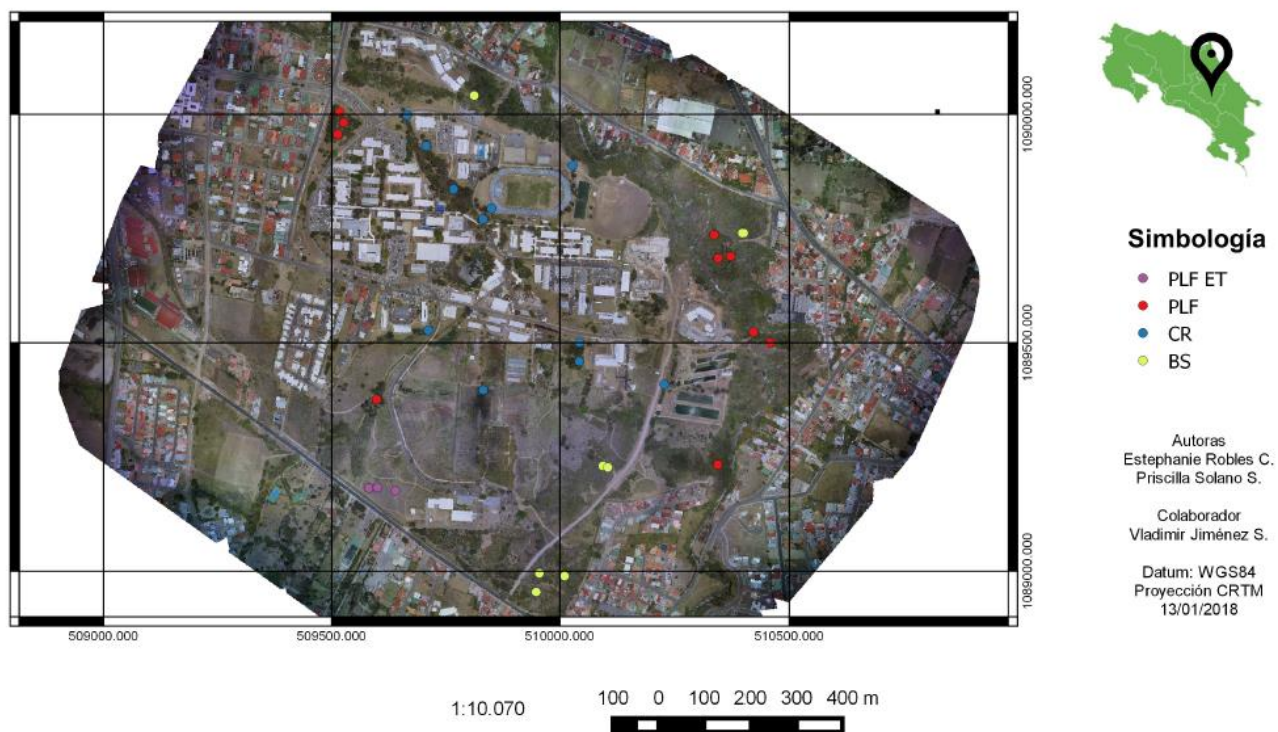 1090000.000
1089500.000
1089000.000
509000.000
509500.000
510000.000
510500.000
1:10.070
100 0 100 200 300 400 m
Simbología
PLF ET
PLF
CR
BS
Autoras
Estephanie Robles C.
Priscilla Solano S.
Colaborador
Vladimir Jiménez S.
Datum: WGS84
Proyección CRTM
13/01/2018